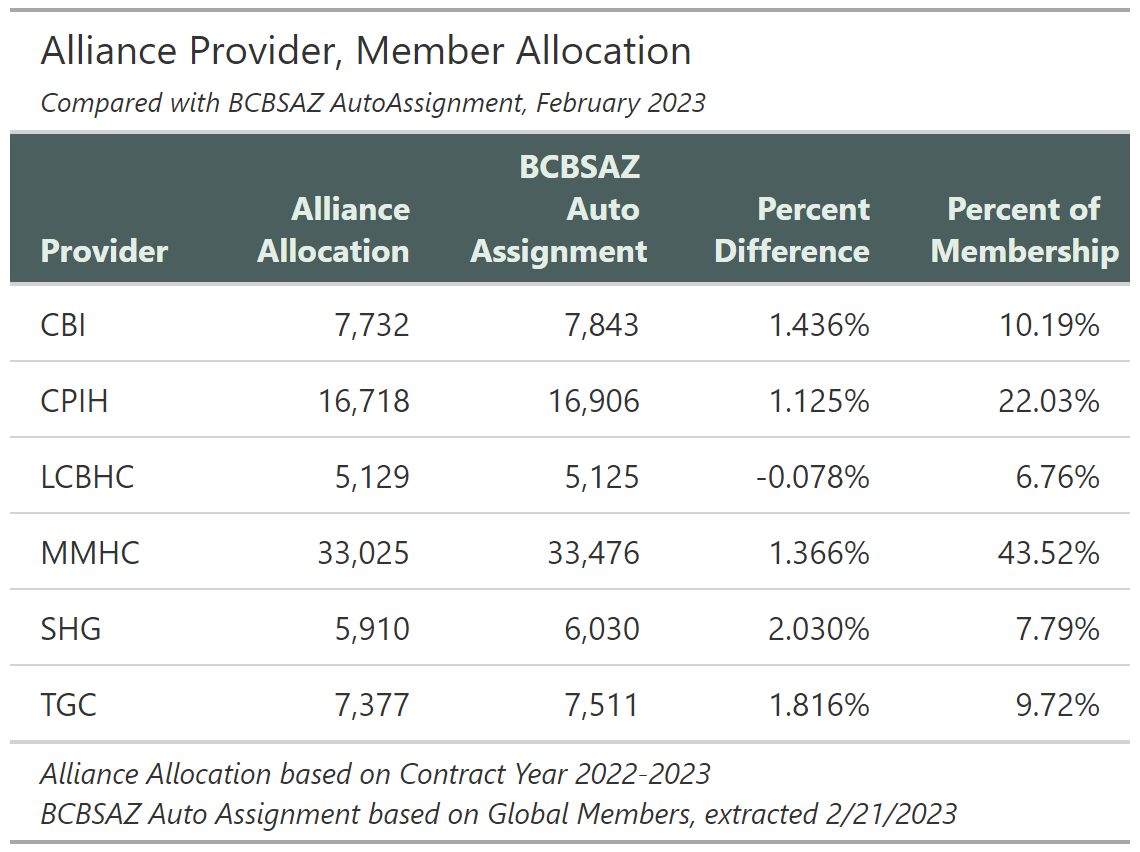 Alliance Provider, Member Allocation
Compared with BCBSAZ AutoAssignment, February 2023
Provider Alliance Allocation BCBSAZ Auto Assignment Percent Difference Percent of Membership
CBI 7,732 7,843 1.436% 10.19%
CPIH 16,718 16,906 1.125% 22.03%
LCBHC 5,129 5,125 -0.078% 6.76%
MMHC 33,025 33,476 1.366% 43.52%
SHG 5,910 6,030 2.030% 7.79%
TGC 7,377 7,511 1.816% 9.72%
Alliance Allocation based on Contract Year 2022-2023
BCBSAZ Auto Assignment based on Global Members, extracted 2/21/2023